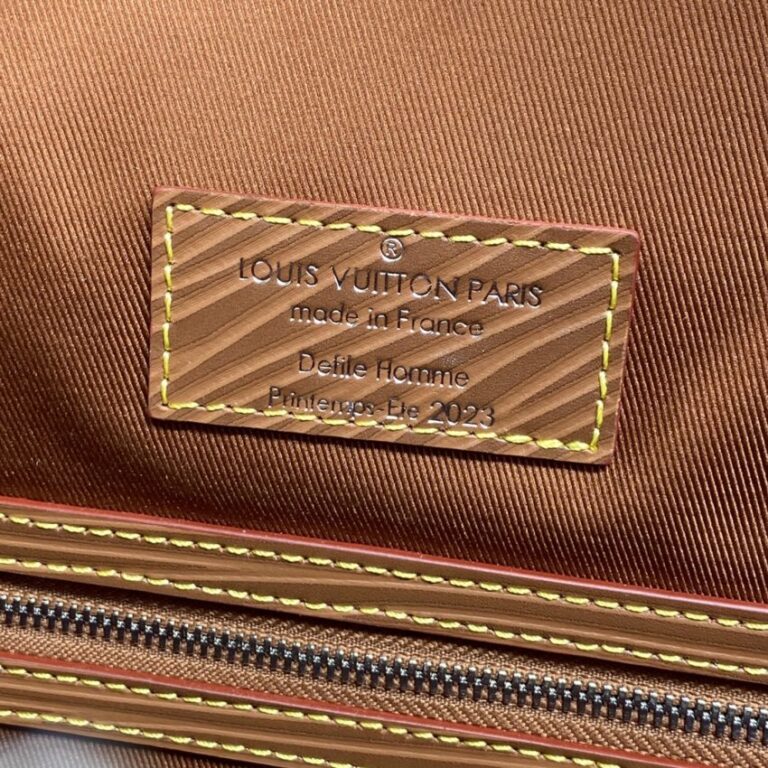 ®
LOUIS VUITTON PARIS
made in France
Defile Homme
Printemps-Ete 2023